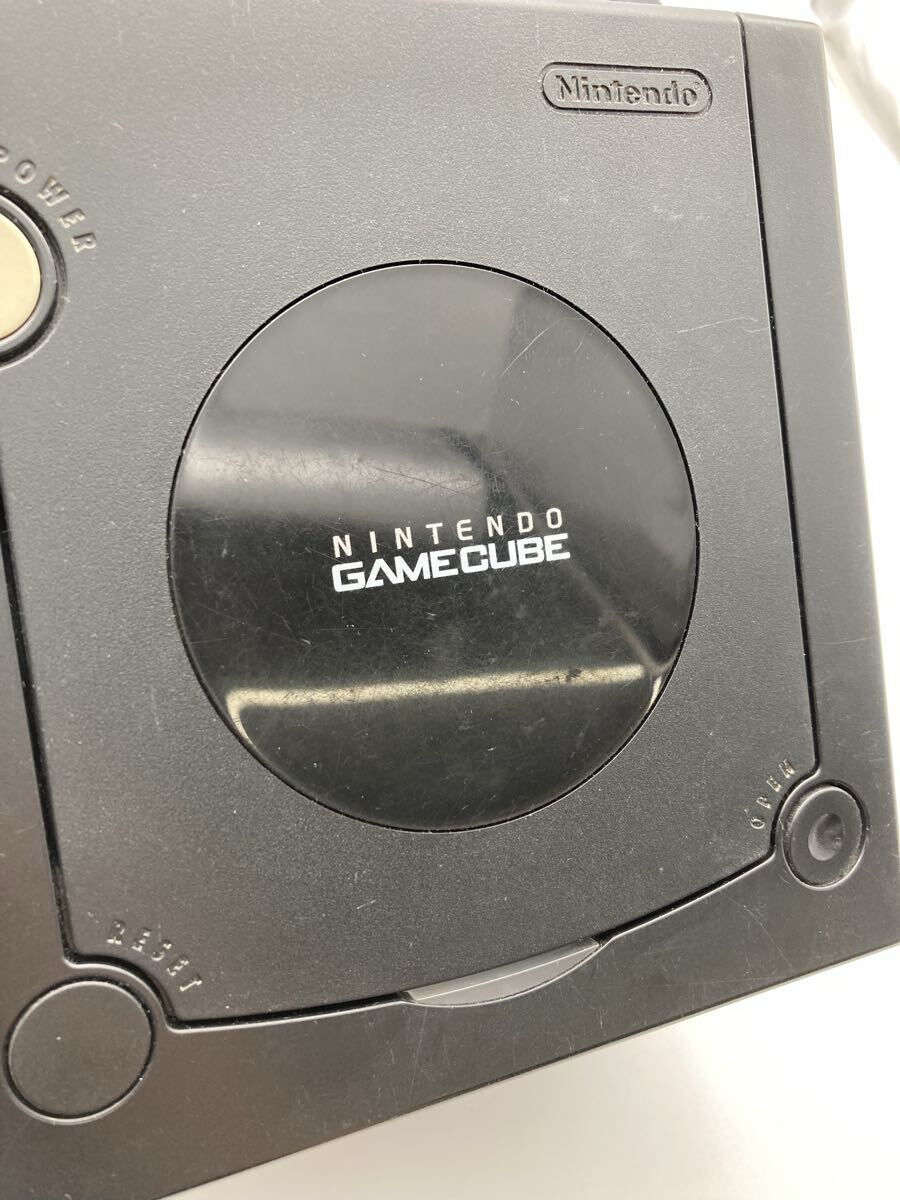 Nintendo
POWER
NINTENDO
GAMECUBE
OPEN
RESET